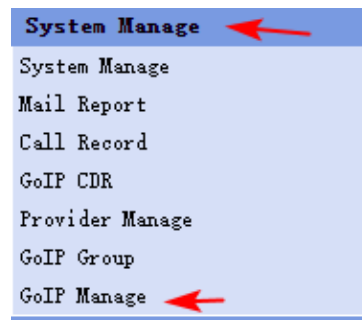 System Manage
System Manage
Mail Report
Call Record
GoIP CDR
Provider Manage
GoIP Group
GoIP Manage